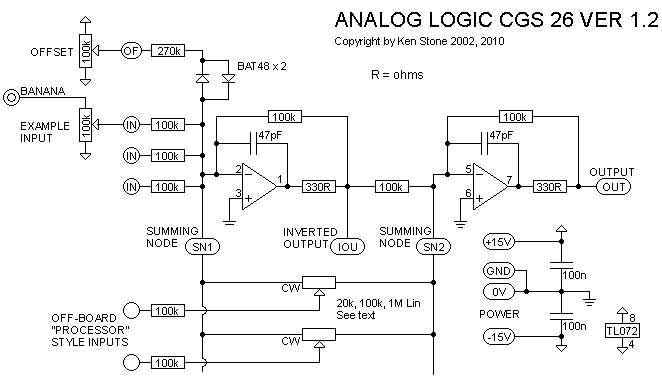 ANALOG LOGIC CGS 26 VER 1.2
Copyright by Ken Stone 2002, 2010
R = ohms
OFFSET
100k
OF
270k
BAT48 x 2
BANANA
EXAMPLE
INPUT
100k
IN
100k
IN
100k
IN
100k
100k
47pF
2
3
1
330R
100k
100k
47pF
5
6
7
330R
OUTPUT
OUT
SUMMING
NODE
SN1
INVERTED
OUTPUT
IOU
SUMMING
NODE
SN2
CW
20k, 100k, 1M Lin
See text
CW
OFF-BOARD
"PROCESSOR"
STYLE INPUTS
100k
100k
+15V
GND
0V
POWER
-15V
100n
100n
8
TL072
4